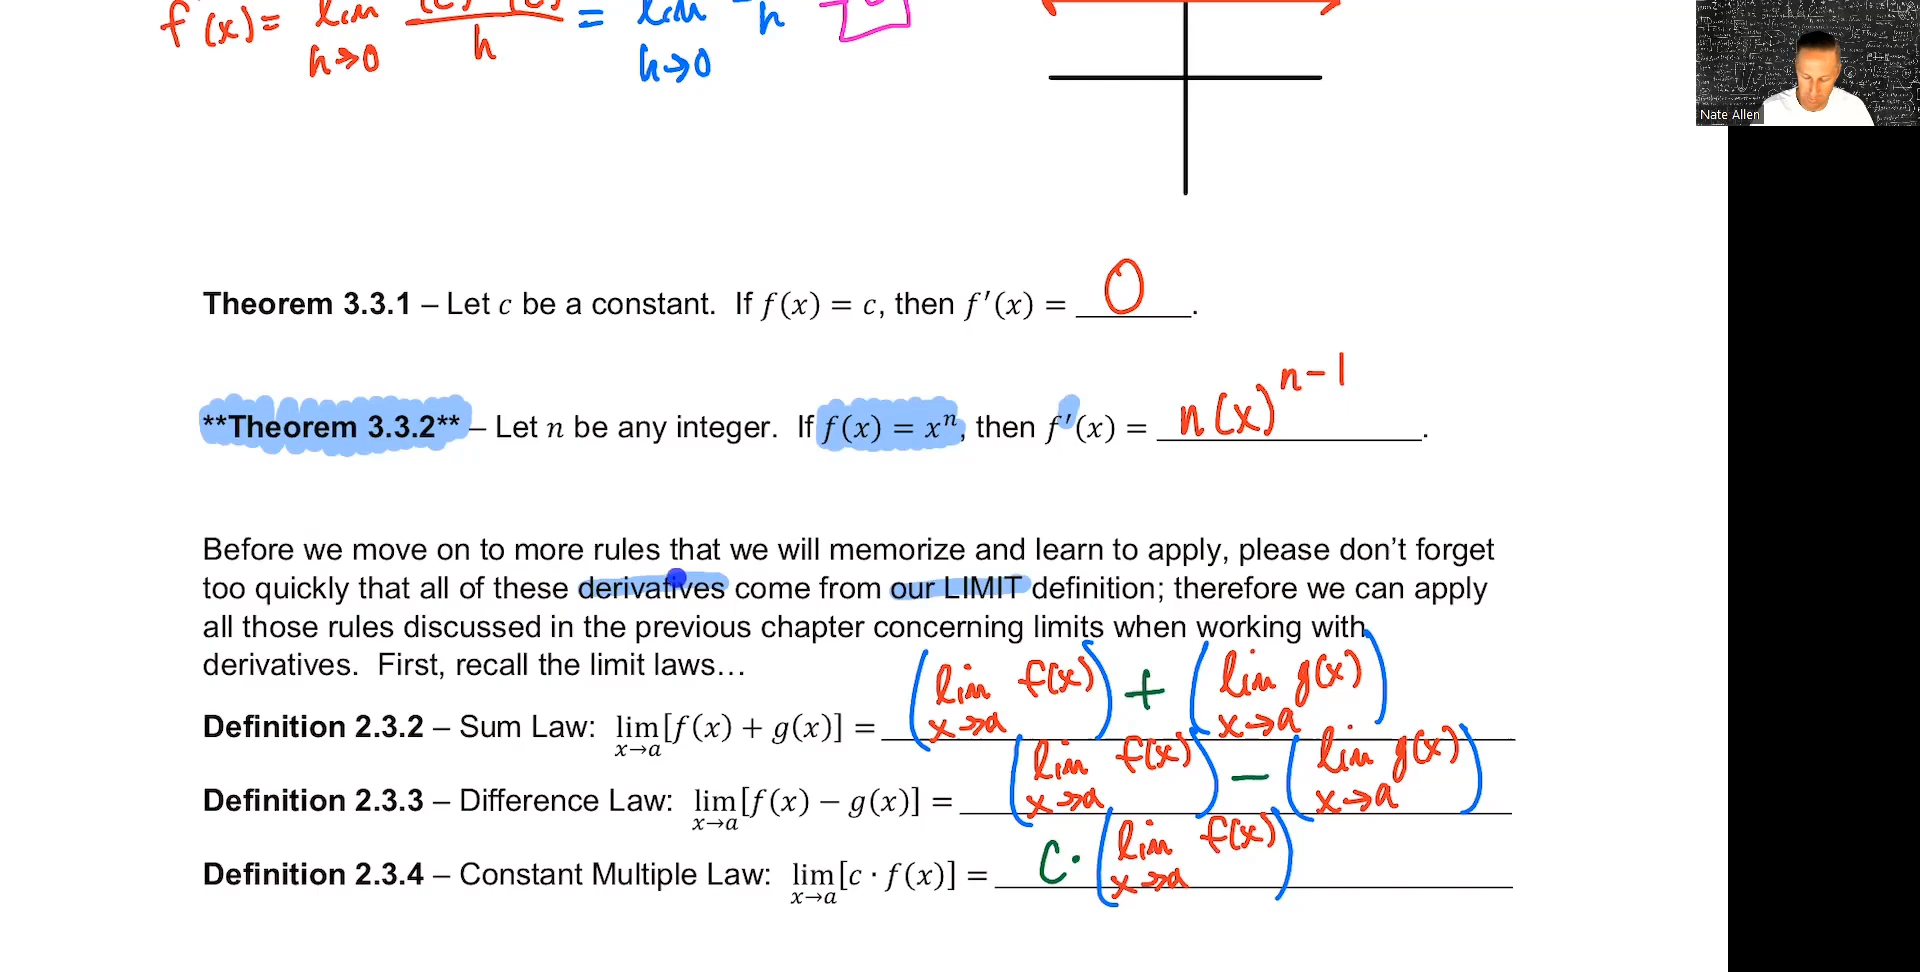 f'(x) = lim h→0 (c) - (c) / h = lim h→0 h
Nate Allen
Theorem 3.3.1 – Let c be a constant. If f(x) = c, then f′(x) = 0.
**Theorem 3.3.2** – Let n be any integer. If f(x) = xⁿ, then f′(x) = n(x)ⁿ⁻¹.
Before we move on to more rules that we will memorize and learn to apply, please don’t forget
too quickly that all of these derivatives come from our LIMIT definition; therefore we can apply
all those rules discussed in the previous chapter concerning limits when working with
derivatives. First, recall the limit laws…
Definition 2.3.2 – Sum Law: lim x→a [f(x) + g(x)] = (lim x→a f(x)) + (lim x→a g(x))
Definition 2.3.3 – Difference Law: lim x→a [f(x) − g(x)] = (lim x→a f(x)) − (lim x→a g(x))
Definition 2.3.4 – Constant Multiple Law: lim x→a [c · f(x)] = C · (lim x→a f(x))